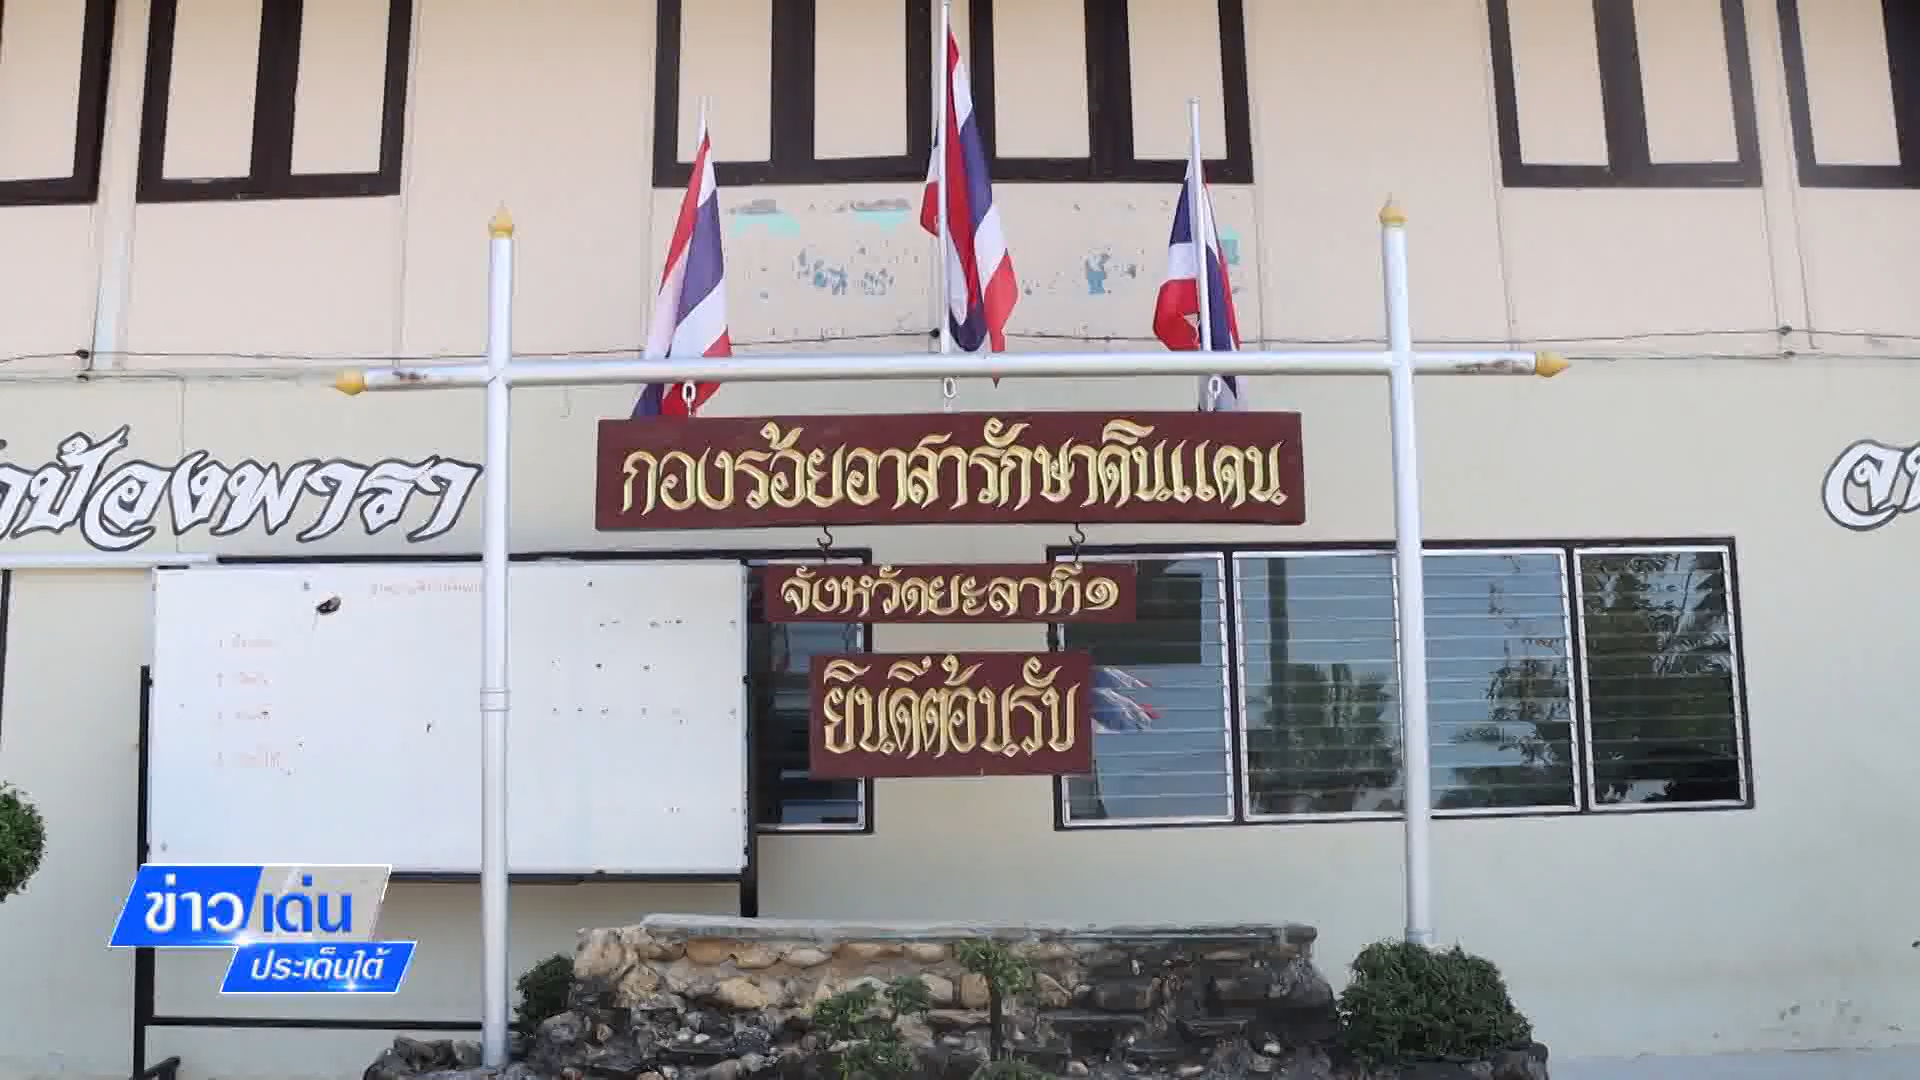 ป้องพารา
กองร้อยอาสารักษาดินแดน
จังหวัดยะลาที่๑
ยินดีต้อนรับ
ข่าวเด่น
ประเด็นใต้